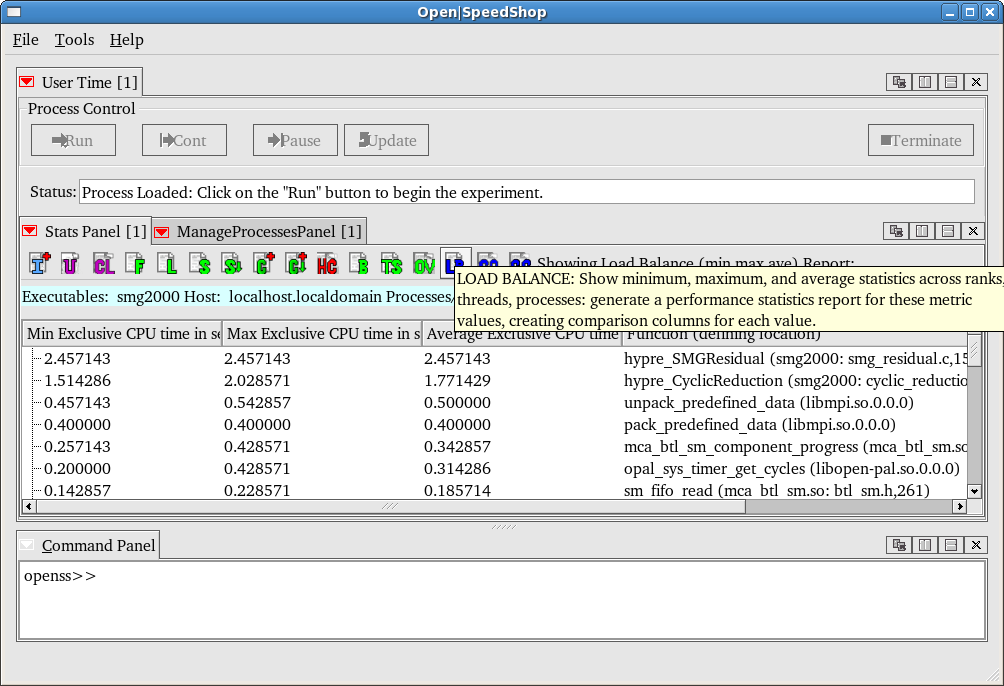 Open|SpeedShop
File Tools Help
User Time [1]
Process Control
Run Cont Pause Update Terminate
Status: Process Loaded: Click on the "Run" button to begin the experiment.
Stats Panel [1] ManageProcessesPanel [1]
I U CL F L S S C C HC B TS OV LB Showing Load Balance (min,max,ave) Report:
LOAD BALANCE: Show minimum, maximum, and average statistics across ranks,
Executables: smg2000 Host: localhost.localdomain Processes/
threads, processes: generate a performance statistics report for these metric
values, creating comparison columns for each value.
Min Exclusive CPU time in se Max Exclusive CPU time in s Average Exclusive CPU time Function (defining location)
2.457143 2.457143 2.457143 hypre_SMGResidual (smg2000: smg_residual.c,15
1.514286 2.028571 1.771429 hypre_CyclicReduction (smg2000: cyclic_reductio
0.457143 0.542857 0.500000 unpack_predefined_data (libmpi.so.0.0.0)
0.400000 0.400000 0.400000 pack_predefined_data (libmpi.so.0.0.0)
0.257143 0.428571 0.342857 mca_btl_sm_component_progress (mca_btl_sm.so
0.200000 0.428571 0.314286 opal_sys_timer_get_cycles (libopen-pal.so.0.0.0)
0.142857 0.228571 0.185714 sm_fifo_read (mca_btl_sm.so: btl_sm.h,261)
Command Panel
openss>>